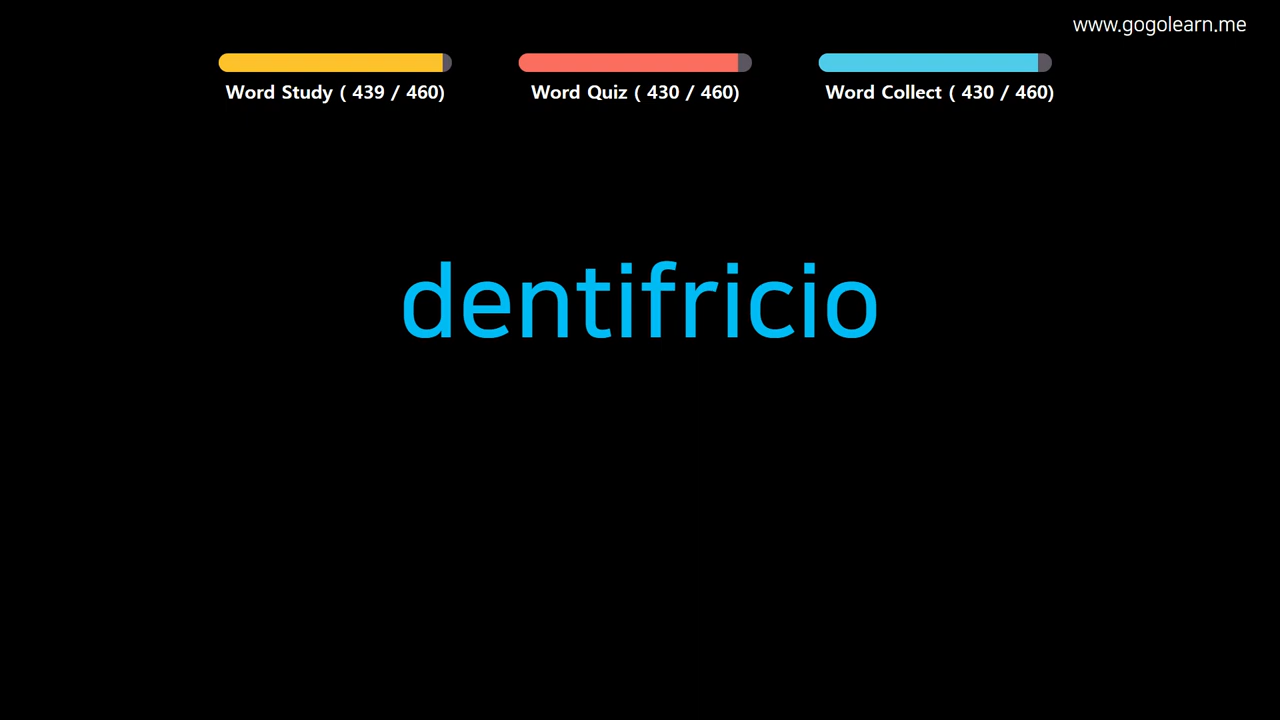 www.gogolearn.me
Word Study ( 439 / 460)
Word Quiz ( 430 / 460)
Word Collect ( 430 / 460)
dentifricio